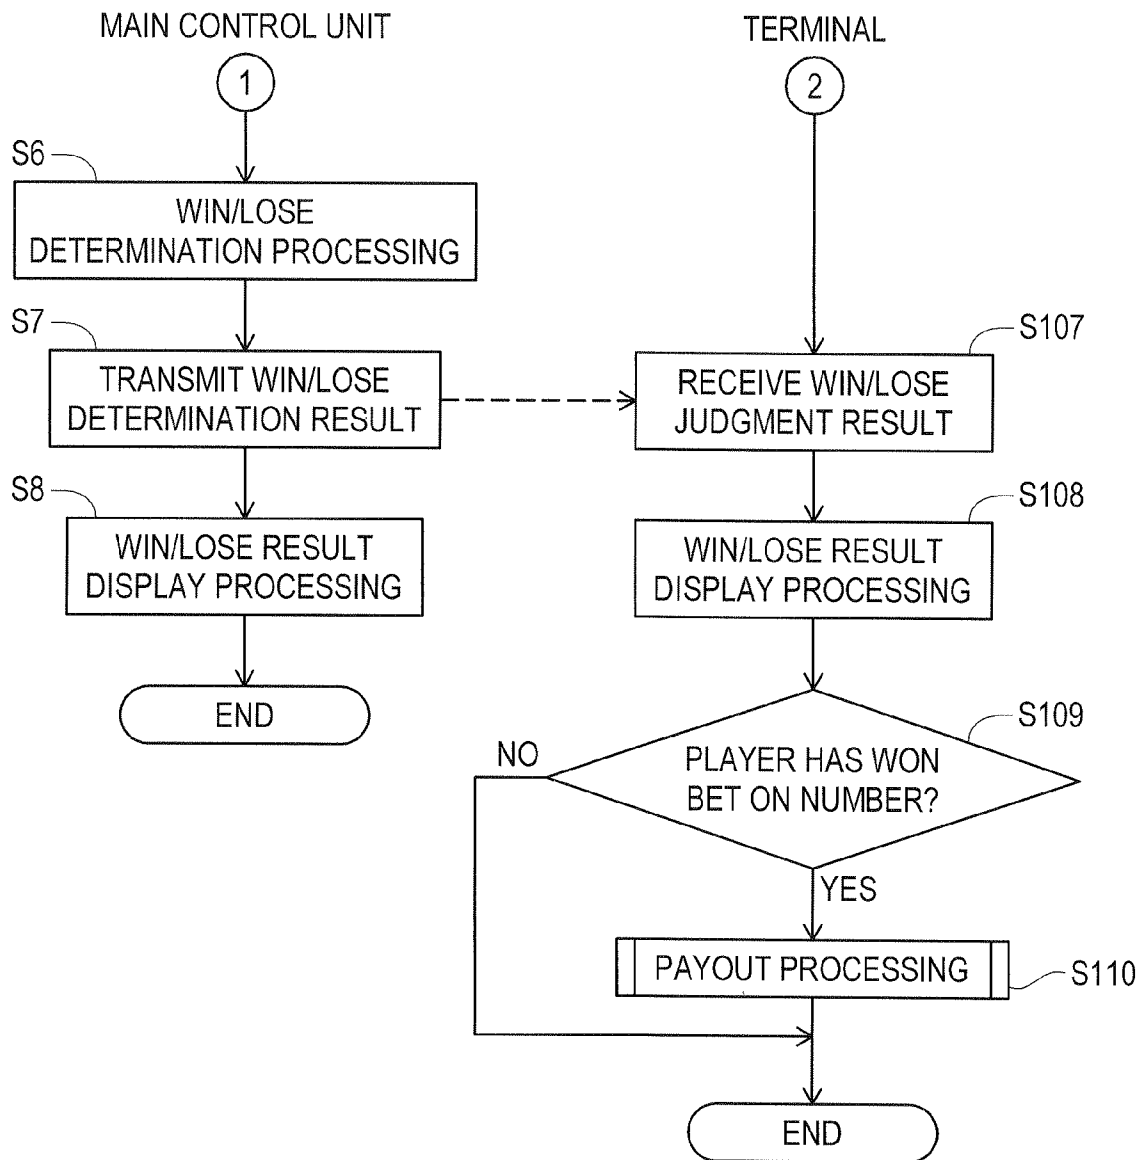 MAIN CONTROL UNIT
1
S6
WIN/LOSE
DETERMINATION PROCESSING
S7
TRANSMIT WIN/LOSE
DETERMINATION RESULT
S8
WIN/LOSE RESULT
DISPLAY PROCESSING
END
TERMINAL
2
S107
RECEIVE WIN/LOSE
JUDGMENT RESULT
S108
WIN/LOSE RESULT
DISPLAY PROCESSING
S109
PLAYER HAS WON
BET ON NUMBER?
NO
YES
PAYOUT PROCESSING
S110
END